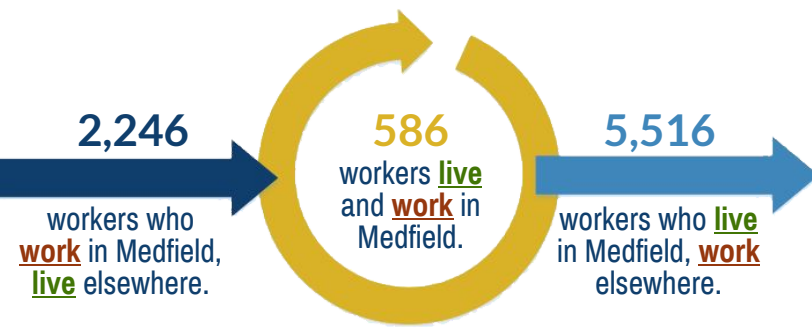 2,246
workers who
work in Medfield,
live elsewhere.
586
workers live
and work in
Medfield.
5,516
workers who live
in Medfield, work
elsewhere.